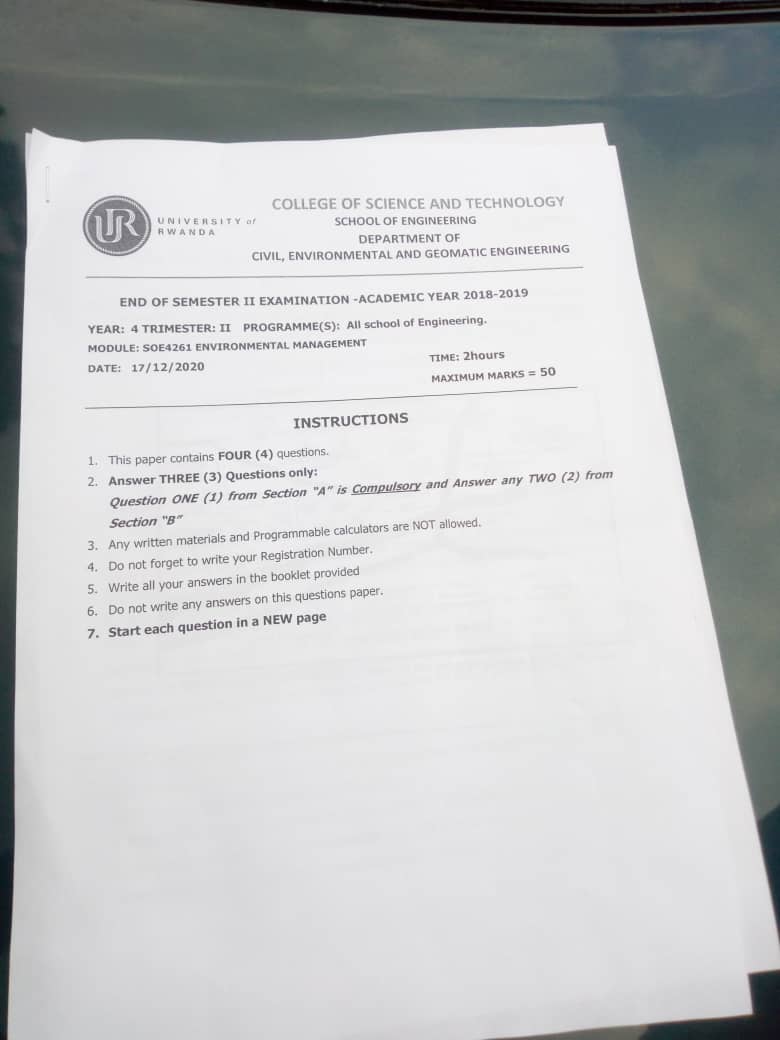 UR
UNIVERSITY of
RWANDA
COLLEGE OF SCIENCE AND TECHNOLOGY
SCHOOL OF ENGINEERING
DEPARTMENT OF
CIVIL, ENVIRONMENTAL AND GEOMATIC ENGINEERING
END OF SEMESTER II EXAMINATION -ACADEMIC YEAR 2018-2019
YEAR: 4 TRIMESTER: II PROGRAMME(S): All school of Engineering.
MODULE: SOE4261 ENVIRONMENTAL MANAGEMENT
DATE: 17/12/2020
TIME: 2hours
MAXIMUM MARKS = 50
INSTRUCTIONS
1. This paper contains FOUR (4) questions.
2. Answer THREE (3) Questions only:
Question ONE (1) from Section "A" is Compulsory and Answer any TWO (2) from
Section "B"
3. Any written materials and Programmable calculators are NOT allowed.
4. Do not forget to write your Registration Number.
5. Write all your answers in the booklet provided
6. Do not write any answers on this questions paper.
7. Start each question in a NEW page